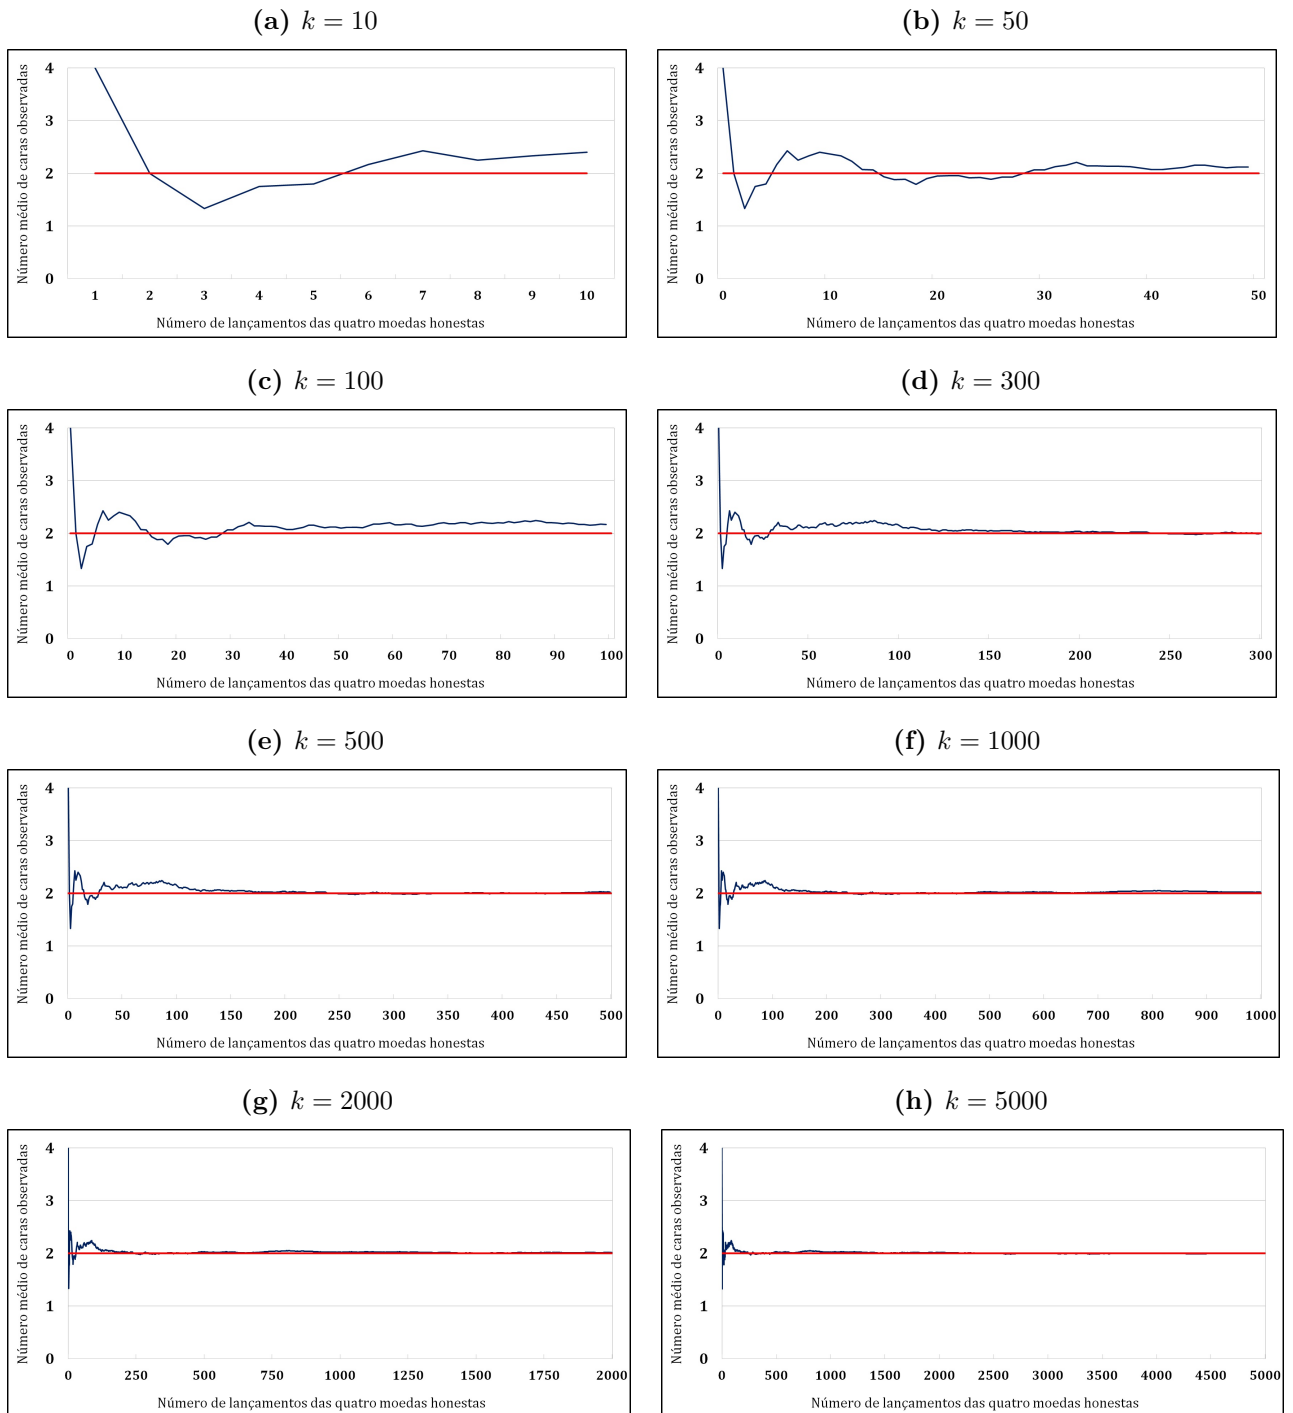 (a) k = 10
Número médio de caras observadas
4
3
2
1
0
1 2 3 4 5 6 7 8 9 10
Número de lançamentos das quatro moedas honestas
(b) k = 50
Número médio de caras observadas
4
3
2
1
0
0 10 20 30 40 50
Número de lançamentos das quatro moedas honestas
(c) k = 100
Número médio de caras observadas
4
3
2
1
0
0 10 20 30 40 50 60 70 80 90 100
Número de lançamentos das quatro moedas honestas
(d) k = 300
Número médio de caras observadas
4
3
2
1
0
0 50 100 150 200 250 300
Número de lançamentos das quatro moedas honestas
(e) k = 500
Número médio de caras observadas
4
3
2
1
0
0 50 100 150 200 250 300 350 400 450 500
Número de lançamentos das quatro moedas honestas
(f) k = 1000
Número médio de caras observadas
4
3
2
1
0
0 100 200 300 400 500 600 700 800 900 1000
Número de lançamentos das quatro moedas honestas
(g) k = 2000
Número médio de caras observadas
4
3
2
1
0
0 250 500 750 1000 1250 1500 1750 2000
Número de lançamentos das quatro moedas honestas
(h) k = 5000
Número médio de caras observadas
4
3
2
1
0
0 500 1000 1500 2000 2500 3000 3500 4000 4500 5000
Número de lançamentos das quatro moedas honestas